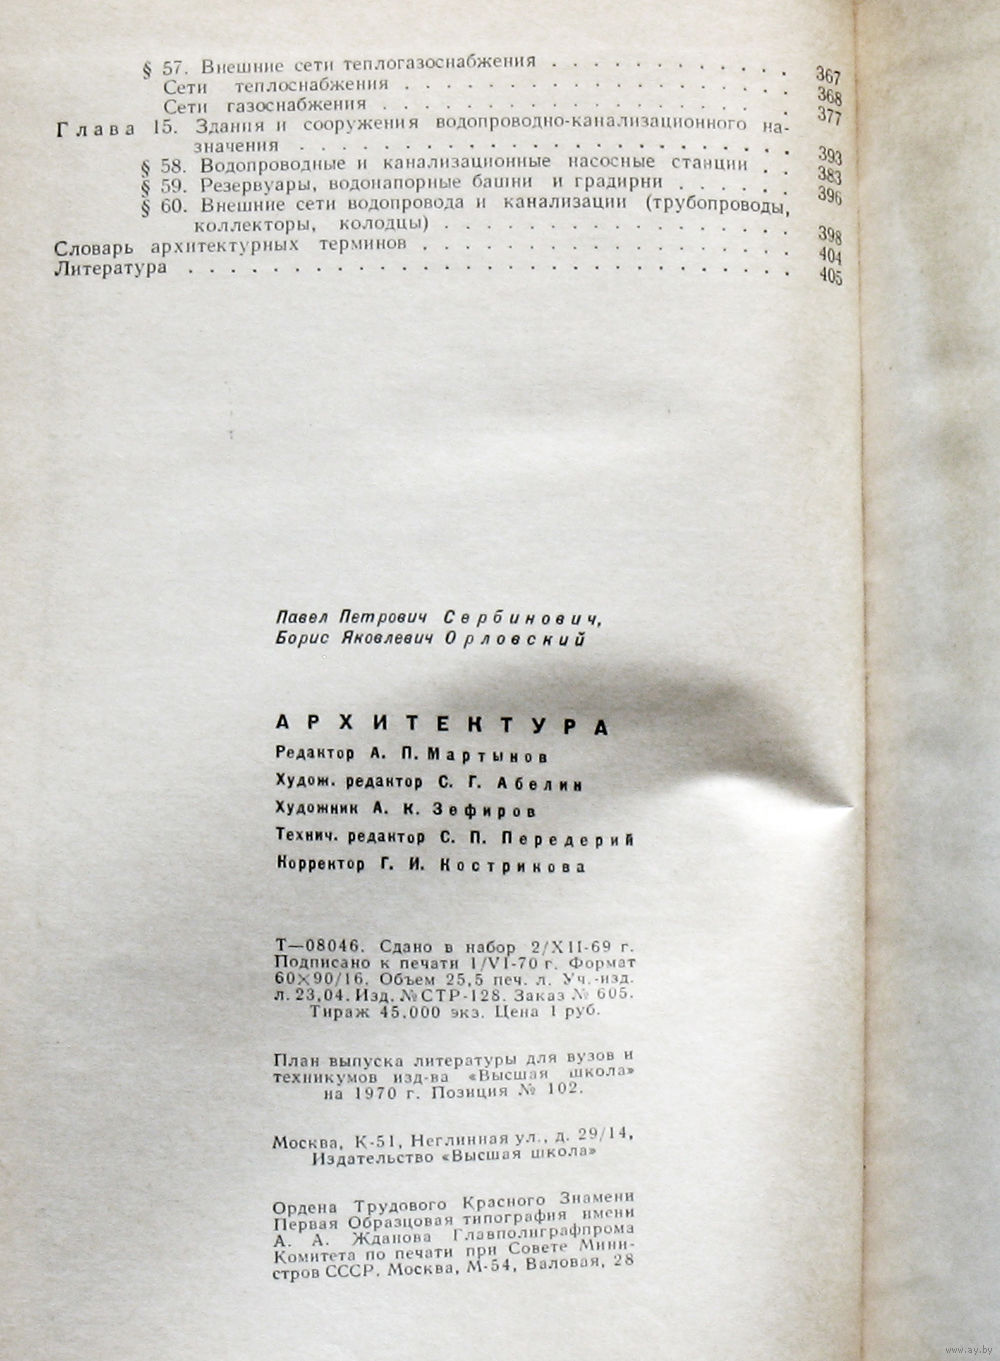 § 57. Внешние сети теплогазоснабжения . . . . . . . . . . . . 367
Сети теплоснабжения . . . . . . . . . . . . . . . . . . . 368
Сети газоснабжения . . . . . . . . . . . . . . . . . . . 377
Глава 15. Здания и сооружения водопроводно-канализационного на-
значения . . . . . . . . . . . . . . . . . . . . . . . . 393
§ 58. Водопроводные и канализационные насосные станции . . 383
§ 59. Резервуары, водонапорные башни и градирни . . . . . . 396
§ 60. Внешние сети водопровода и канализации (трубопроводы,
коллекторы, колодцы) . . . . . . . . . . . . . . . . . 398
Словарь архитектурных терминов . . . . . . . . . . . . . . . . . . 404
Литература . . . . . . . . . . . . . . . . . . . . . . . . . . . . . 405
Павел Петрович Сербинович,
Борис Яковлевич Орловский
АРХИТЕКТУРА
Редактор А. П. Мартынов
Худож. редактор С. Г. Абелин
Художник А. К. Зефиров
Технич. редактор С. П. Передерий
Корректор Г. И. Кострикова
Т—08046. Сдано в набор 2/XII-69 г.
Подписано к печати 1/VI-70 г. Формат
60×90/16. Объем 25,5 печ. л. Уч.-изд.
л. 23,04. Изд. № СТР-128. Заказ № 605.
Тираж 45.000 экз. Цена 1 руб.
План выпуска литературы для вузов и
техникумов изд-ва «Высшая школа»
на 1970 г. Позиция № 102.
Москва, К-51, Неглинная ул., д. 29/14,
Издательство «Высшая школа»
Ордена Трудового Красного Знамени
Первая Образцовая типография имени
А. А. Жданова Главполиграфпрома
Комитета по печати при Совете Мини-
стров СССР. Москва, М-54, Валовая, 28
www.ay.by